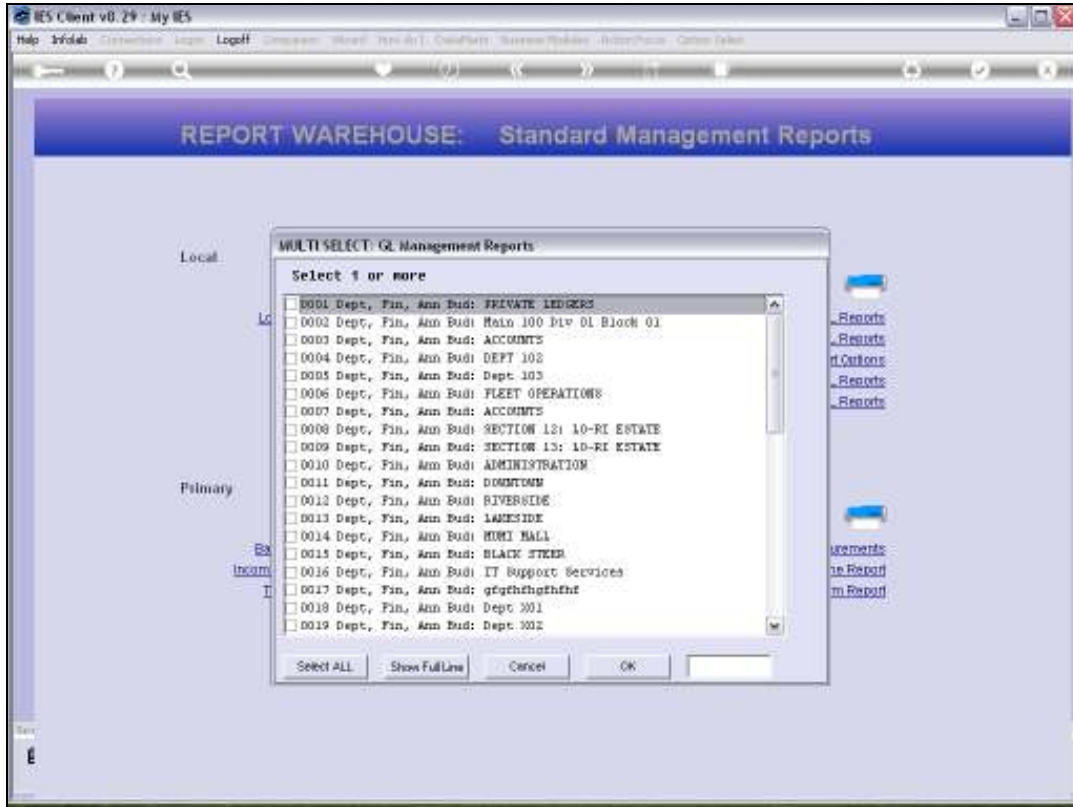 IES Client v8.29 : My IES
Help Infolab Logoff
REPORT WAREHOUSE: Standard Management Reports
Local
MULTI SELECT: GL Management Reports
Select 1 or more
0001 Dept, Fin, Ann Bud: PRIVATE LEDGERS
0002 Dept, Fin, Ann Bud: Main 100 Div 01 Block 01
0003 Dept, Fin, Ann Bud: ACCOUNTS
0004 Dept, Fin, Ann Bud: DEPT 102
0005 Dept, Fin, Ann Bud: Dept 103
0006 Dept, Fin, Ann Bud: FLEET OPERATIONS
0007 Dept, Fin, Ann Bud: ACCOUNTS
0008 Dept, Fin, Ann Bud: SECTION 12: 10-RI ESTATE
0009 Dept, Fin, Ann Bud: SECTION 13: 10-RI ESTATE
0010 Dept, Fin, Ann Bud: ADMINISTRATION
0011 Dept, Fin, Ann Bud: DOWNTOWN
0012 Dept, Fin, Ann Bud: RIVERSIDE
0013 Dept, Fin, Ann Bud: LAKESIDE
0014 Dept, Fin, Ann Bud: MUMI MALL
0015 Dept, Fin, Ann Bud: BLACK STEER
0016 Dept, Fin, Ann Bud: IT Support Services
0017 Dept, Fin, Ann Bud: gfgfhfhgfhfhf
0018 Dept, Fin, Ann Bud: Dept X01
0019 Dept, Fin, Ann Bud: Dept X02
Select ALL Show Full Line Cancel OK
Reports
Reports
Options
Reports
Reports
Primary
Report
Report